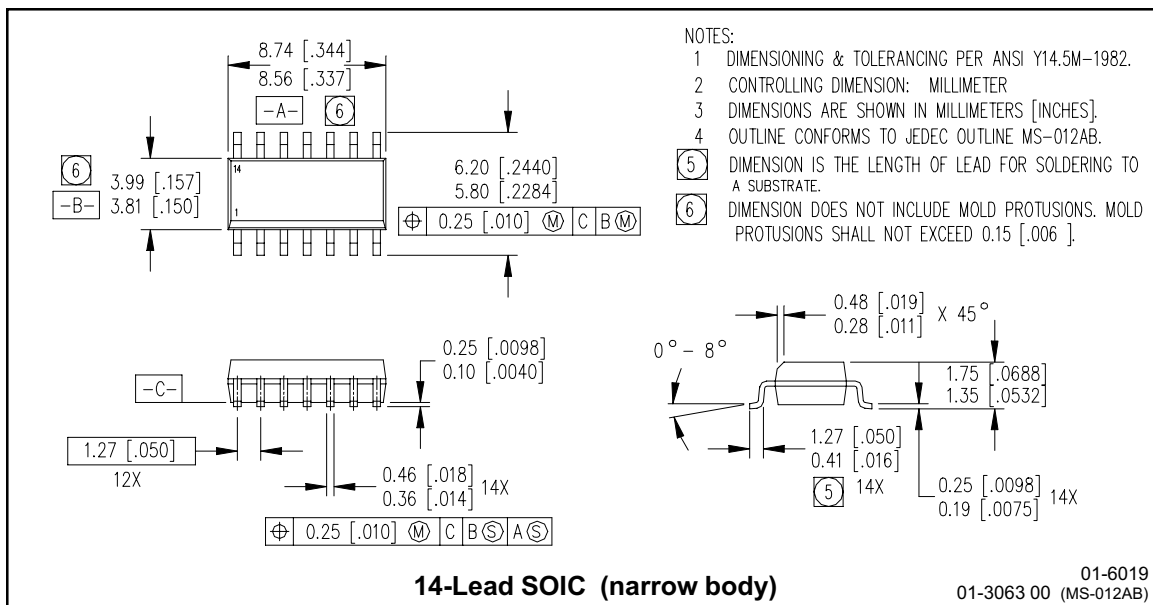 8.74 [.344]
8.56 [.337]
-A-
6
6
3.99 [.157]
3.81 [.150]
-B-
14
1
6.20 [.2440]
5.80 [.2284]
⌖ 0.25 [.010] Ⓜ C B Ⓜ
NOTES:
1 DIMENSIONING & TOLERANCING PER ANSI Y14.5M-1982.
2 CONTROLLING DIMENSION: MILLIMETER
3 DIMENSIONS ARE SHOWN IN MILLIMETERS [INCHES].
4 OUTLINE CONFORMS TO JEDEC OUTLINE MS-012AB.
5 DIMENSION IS THE LENGTH OF LEAD FOR SOLDERING TO
A SUBSTRATE.
6 DIMENSION DOES NOT INCLUDE MOLD PROTUSIONS. MOLD
PROTUSIONS SHALL NOT EXCEED 0.15 [.006 ].
-C-
0.25 [.0098]
0.10 [.0040]
1.27 [.050]
12X
0.46 [.018]
0.36 [.014] 14X
⌖ 0.25 [.010] Ⓜ C B Ⓢ A Ⓢ
0.48 [.019]
0.28 [.011] X 45°
0°-8°
1.75 [.0688]
1.35 [.0532]
1.27 [.050]
0.41 [.016]
5 14X
0.25 [.0098]
0.19 [.0075] 14X
14-Lead SOIC (narrow body)
01-6019
01-3063 00 (MS-012AB)